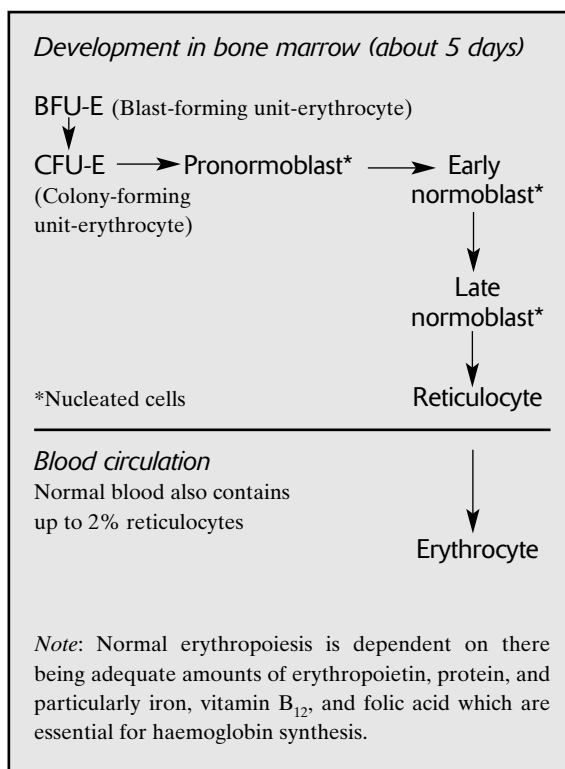 Development in bone marrow (about 5 days)
BFU-E (Blast-forming unit-erythrocyte)
CFU-E
(Colony-forming
unit-erythrocyte)
Pronormoblast*
Early
normoblast*
Late
normoblast*
*Nucleated cells
Reticulocyte
Blood circulation
Normal blood also contains
up to 2% reticulocytes
Erythrocyte
Note: Normal erythropoiesis is dependent on there
being adequate amounts of erythropoietin, protein, and
particularly iron, vitamin B12, and folic acid which are
essential for haemoglobin synthesis.